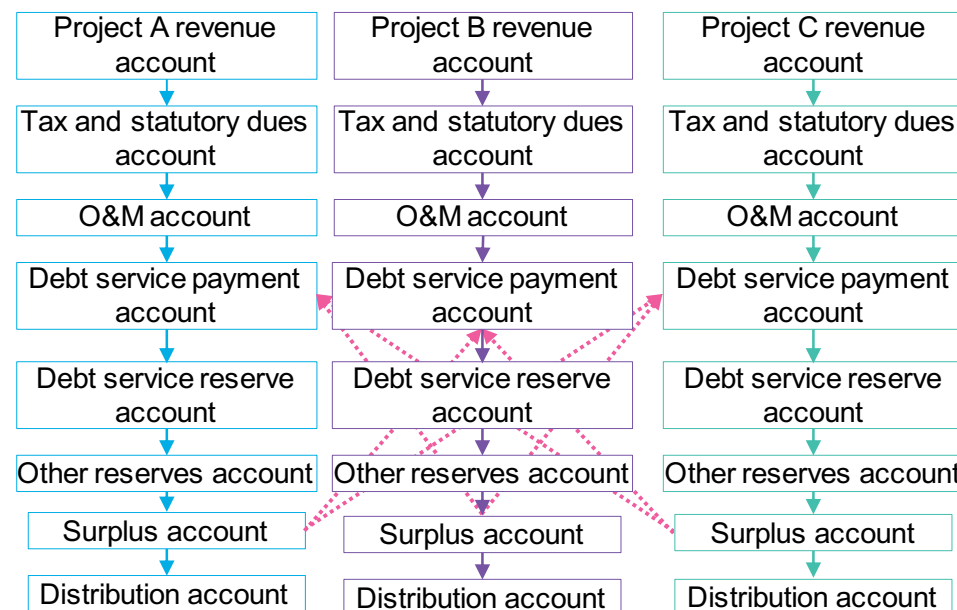 Project A revenue
account
Tax and statutory dues
account
O&M account
Debt service payment
account
Debt service reserve
account
Other reserves account
Surplus account
Distribution account
Project B revenue
account
Tax and statutory dues
account
O&M account
Debt service payment
account
Debt service reserve
account
Other reserves account
Surplus account
Distribution account
Project C revenue
account
Tax and statutory dues
account
O&M account
Debt service payment
account
Debt service reserve
account
Other reserves account
Surplus account
Distribution account